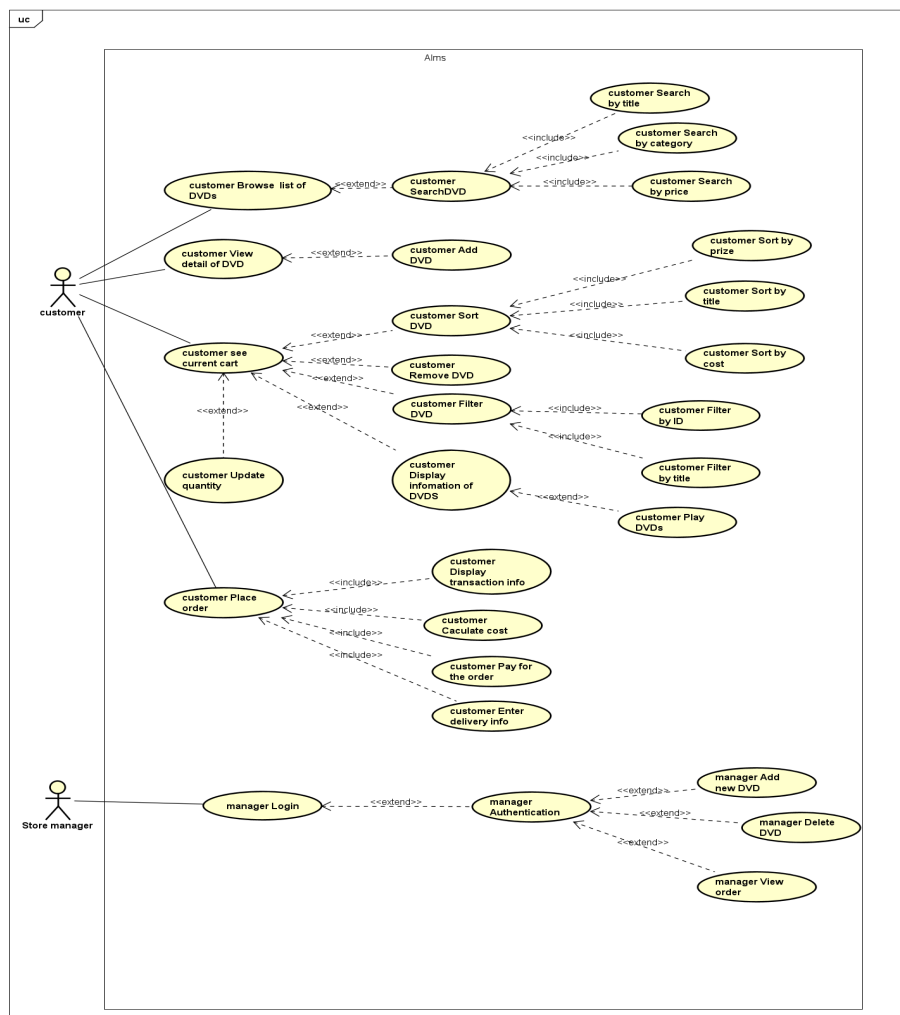 uc
AIms
customer Search
by title
<<include>>
customer Search
by category
<<include>>
customer Browse list of
DVDs
<<extend>>
customer
SearchDVD
<<include>>
customer Search
by price
customer View
detail of DVD
<<extend>>
customer Add
DVD
customer Sort by
prize
customer
<<include>>
customer Sort by
title
<<include>>
customer Sort
DVD
<<extend>>
<<include>>
customer see
current cart
<<extend>>
customer Sort by
cost
customer
Remove DVD
<<extend>>
customer Filter
DVD
<<extend>>
<<extend>>
<<include>>
customer Filter
by ID
<<include>>
customer Update
quantity
customer
Display
infomation of
DVDS
customer Filter
by title
<<extend>>
customer Play
DVDs
customer Place
order
<<include>>
customer
Display
transaction info
<<include>>
customer
Caculate cost
<<include>>
<<include>>
customer Pay for
the order
customer Enter
delivery info
Store manager
manager Login
<<extend>>
manager
Authentication
<<extend>>
manager Add
new DVD
<<extend>>
manager Delete
DVD
<<extend>>
manager View
order